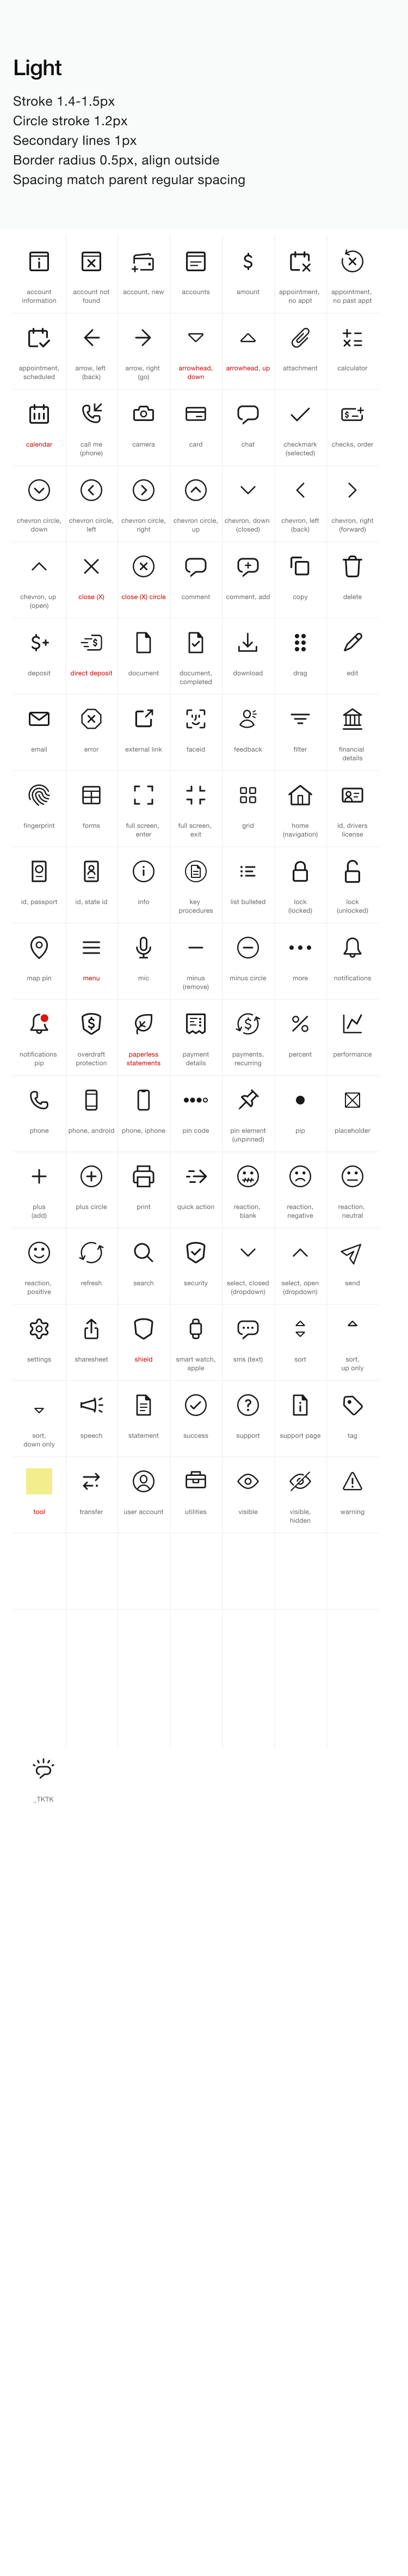 Light
Stroke 1.4-1.5px
Circle stroke 1.2px
Secondary lines 1px
Border radius 0.5px, align outside
Spacing match parent regular spacing
account
information
account not
found
account, new
accounts
amount
appointment,
no appt
appointment,
no past appt
appointment,
scheduled
arrow, left
(back)
arrow, right
(go)
arrowhead,
down
arrowhead, up
attachment
calculator
calendar
call me
(phone)
camera
card
chat
checkmark
(selected)
checks, order
chevron circle,
down
chevron circle,
left
chevron circle,
right
chevron circle,
up
chevron, down
(closed)
chevron, left
(back)
chevron, right
(forward)
chevron, up
(open)
close (X)
close (X) circle
comment
comment, add
copy
delete
deposit
direct deposit
document
document,
completed
download
drag
edit
email
error
external link
faceid
feedback
filter
financial
details
fingerprint
forms
full screen,
enter
full screen,
exit
grid
home
(navigation)
id, drivers
license
id, passport
id, state id
info
key
procedures
list bulleted
lock
(locked)
lock
(unlocked)
map pin
menu
mic
minus
(remove)
minus circle
more
notifications
notifications
pip
overdraft
protection
paperless
statements
payment
details
payments,
recurring
percent
performance
phone
phone, android
phone, iphone
pin code
pin element
(unpinned)
pip
placeholder
plus
(add)
plus circle
print
quick action
reaction,
blank
reaction,
negative
reaction,
neutral
reaction,
positive
refresh
search
security
select, closed
(dropdown)
select, open
(dropdown)
send
settings
sharesheet
shield
smart watch,
apple
sms (text)
sort
sort,
up only
sort,
down only
speech
statement
success
support
support page
tag
tool
transfer
user account
utilities
visible
visible,
hidden
warning
_TKTK